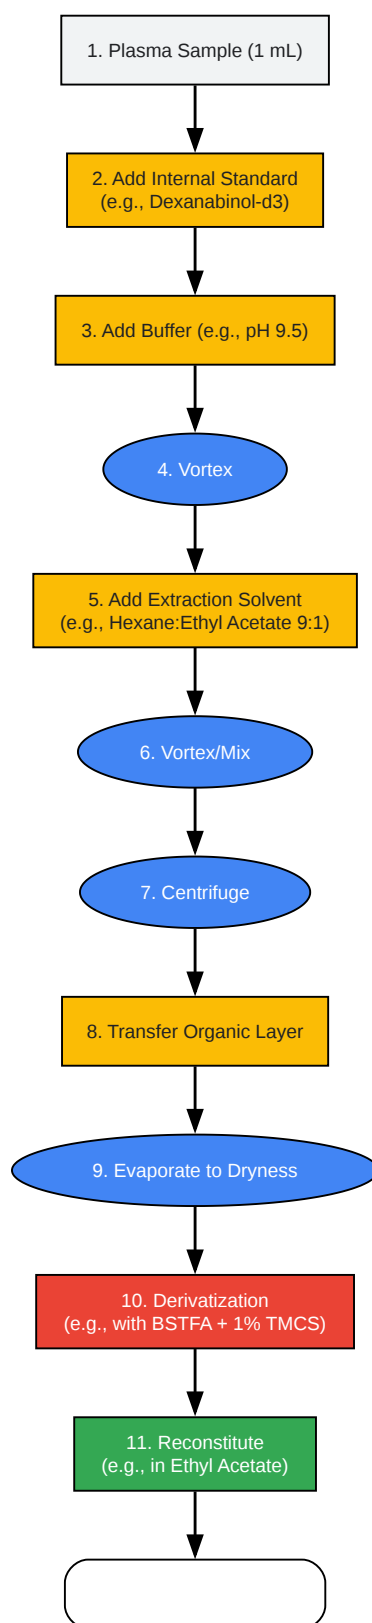 1. Plasma Sample (1 mL)
2. Add Internal Standard
(e.g., Dexanabinol-d3)
3. Add Buffer (e.g., pH 9.5)
4. Vortex
5. Add Extraction Solvent
(e.g., Hexane:Ethyl Acetate 9:1)
6. Vortex/Mix
7. Centrifuge
8. Transfer Organic Layer
9. Evaporate to Dryness
10. Derivatization
(e.g., with BSTFA + 1% TMCS)
11. Reconstitute
(e.g., in Ethyl Acetate)